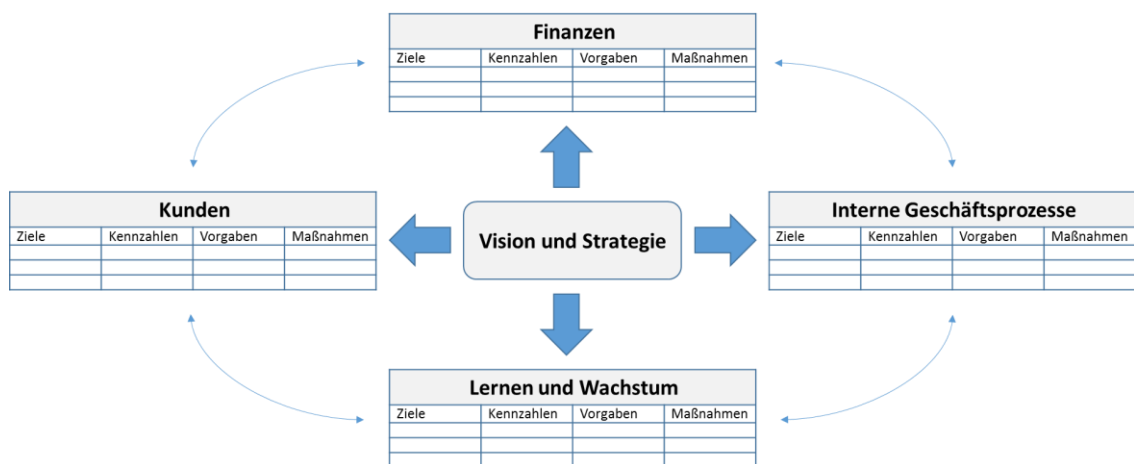 Finanzen
Ziele Kennzahlen Vorgaben Maßnahmen
Kunden
Ziele Kennzahlen Vorgaben Maßnahmen
Vision und Strategie
Interne Geschäftsprozesse
Ziele Kennzahlen Vorgaben Maßnahmen
Lernen und Wachstum
Ziele Kennzahlen Vorgaben Maßnahmen